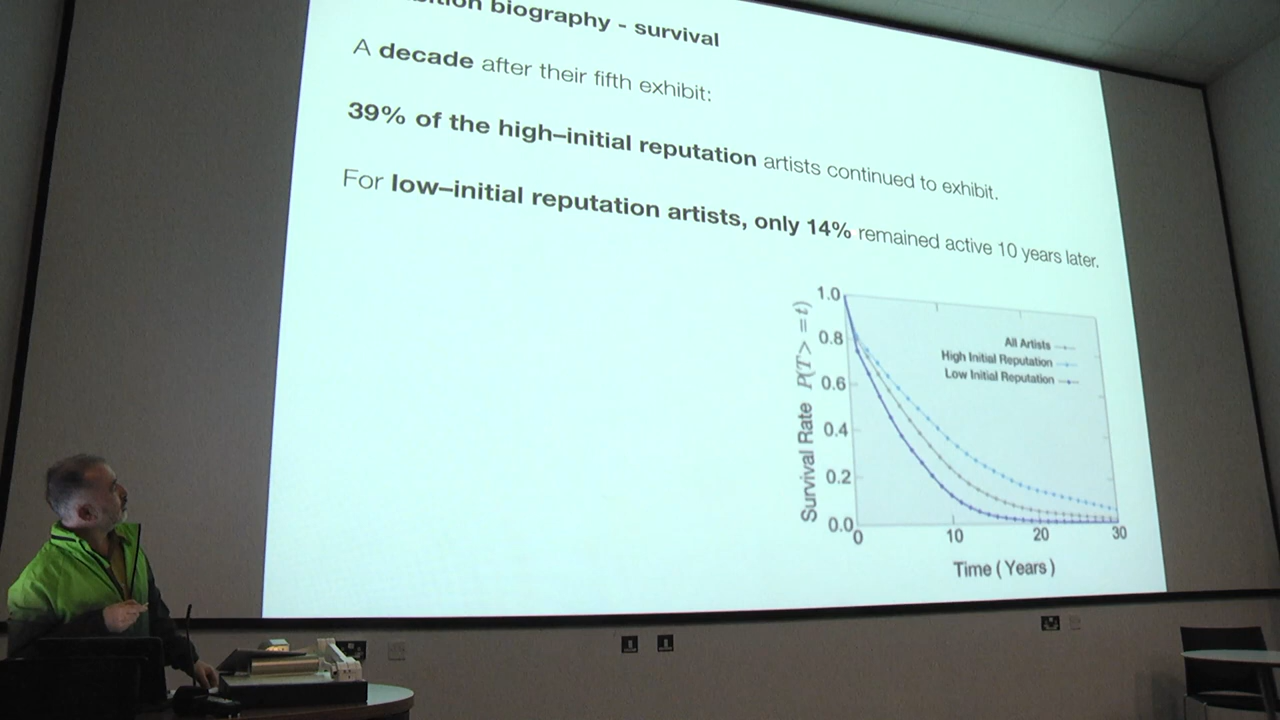 biography - survival
A decade after their fifth exhibit:
39% of the high–initial reputation artists continued to exhibit.
For low–initial reputation artists, only 14% remained active 10 years later.
1.0
0.8
0.6
0.4
0.2
0.0
Survival Rate P(T>=t)
All Artists
High Initial Reputation
Low Initial Reputation
0
10
20
30
Time (Years)